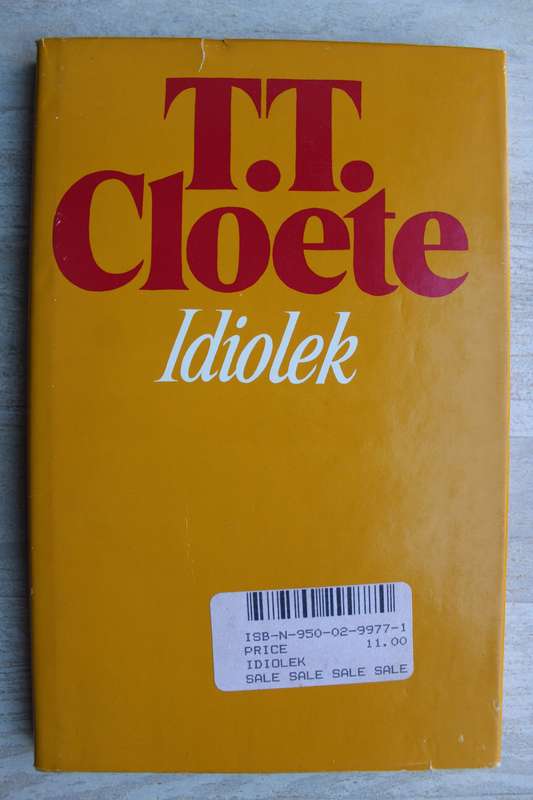 T.T.
Cloete
Idiolek
ISB-N-950-02-9977-1
PRICE 11.00
IDIOLEK
SALE SALE SALE SALE